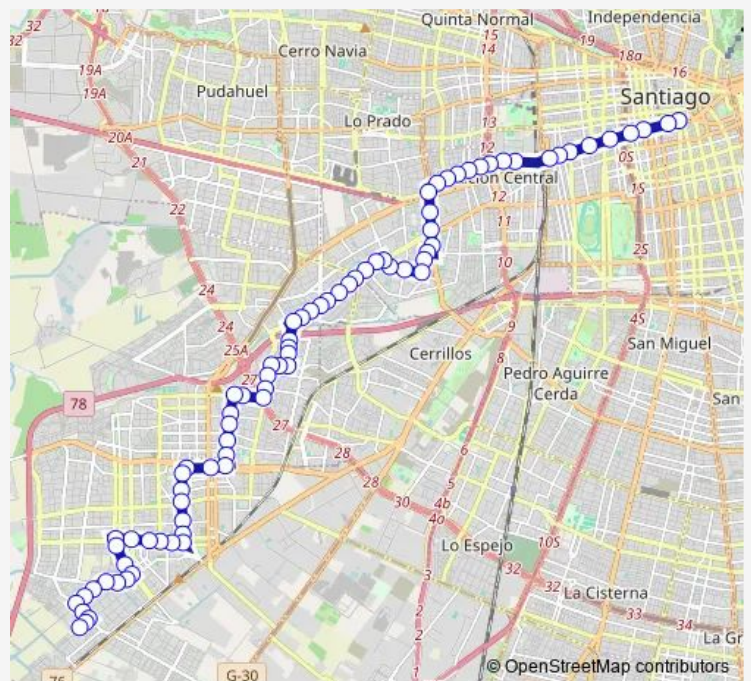 Quinta Normal
Independencia
32
32
15
14
19
18a
16
Cerro Navia
19A
19A
Pudahuel
Santiago
Lo Prado
13
20A
12
21
0S
ción Central
1S
12
22
11
2S
10
24
24
4S
9
San Miguel
25A
8
Cerrillos
Pedro Aguirre
Cerda
27
San
78
27
28
6
28
5
30
4b
4a
10S
Lo Espejo
32
32
3
La Cisterna
33
34
2
La Gr
2
1
G-30
© OpenStreetMap contributors